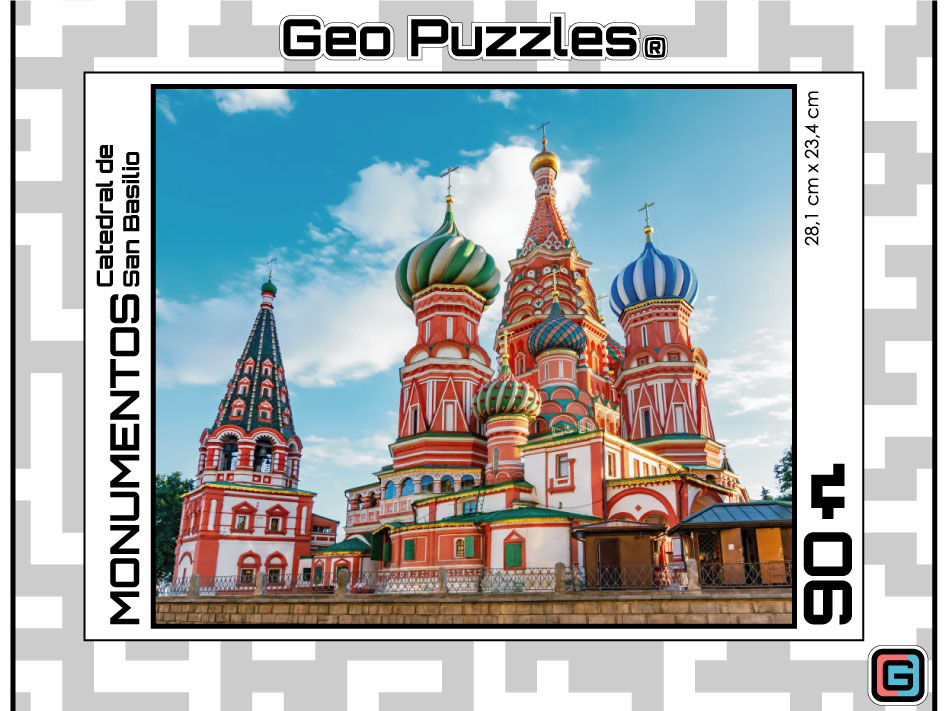 Geo Puzzles®
MONUMENTOS
Catedral de
San Basilio
28,1 cm x 23,4 cm
90
G